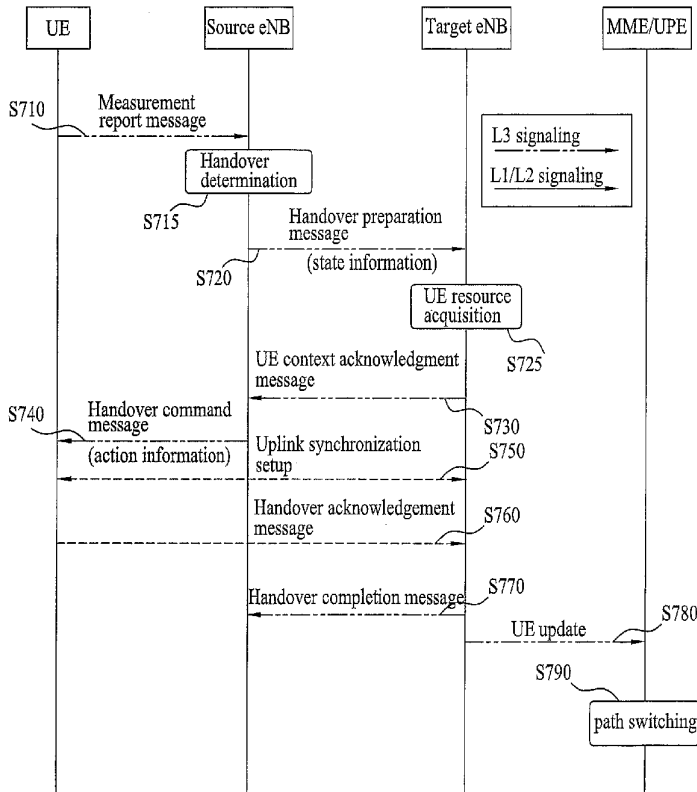 UE
Source eNB
Target eNB
MME/UPE
S710
Measurement
report message
L3 signaling
L1/L2 signaling
Handover
determination
S715
Handover preparation
message
(state information)
S720
UE resource
acquisition
S725
UE context acknowledgment
message
S730
S740
Handover command
message
(action information)
Uplink synchronization
setup
S750
Handover acknowledgement
message
S760
Handover completion message
S770
UE update
S780
S790
path switching